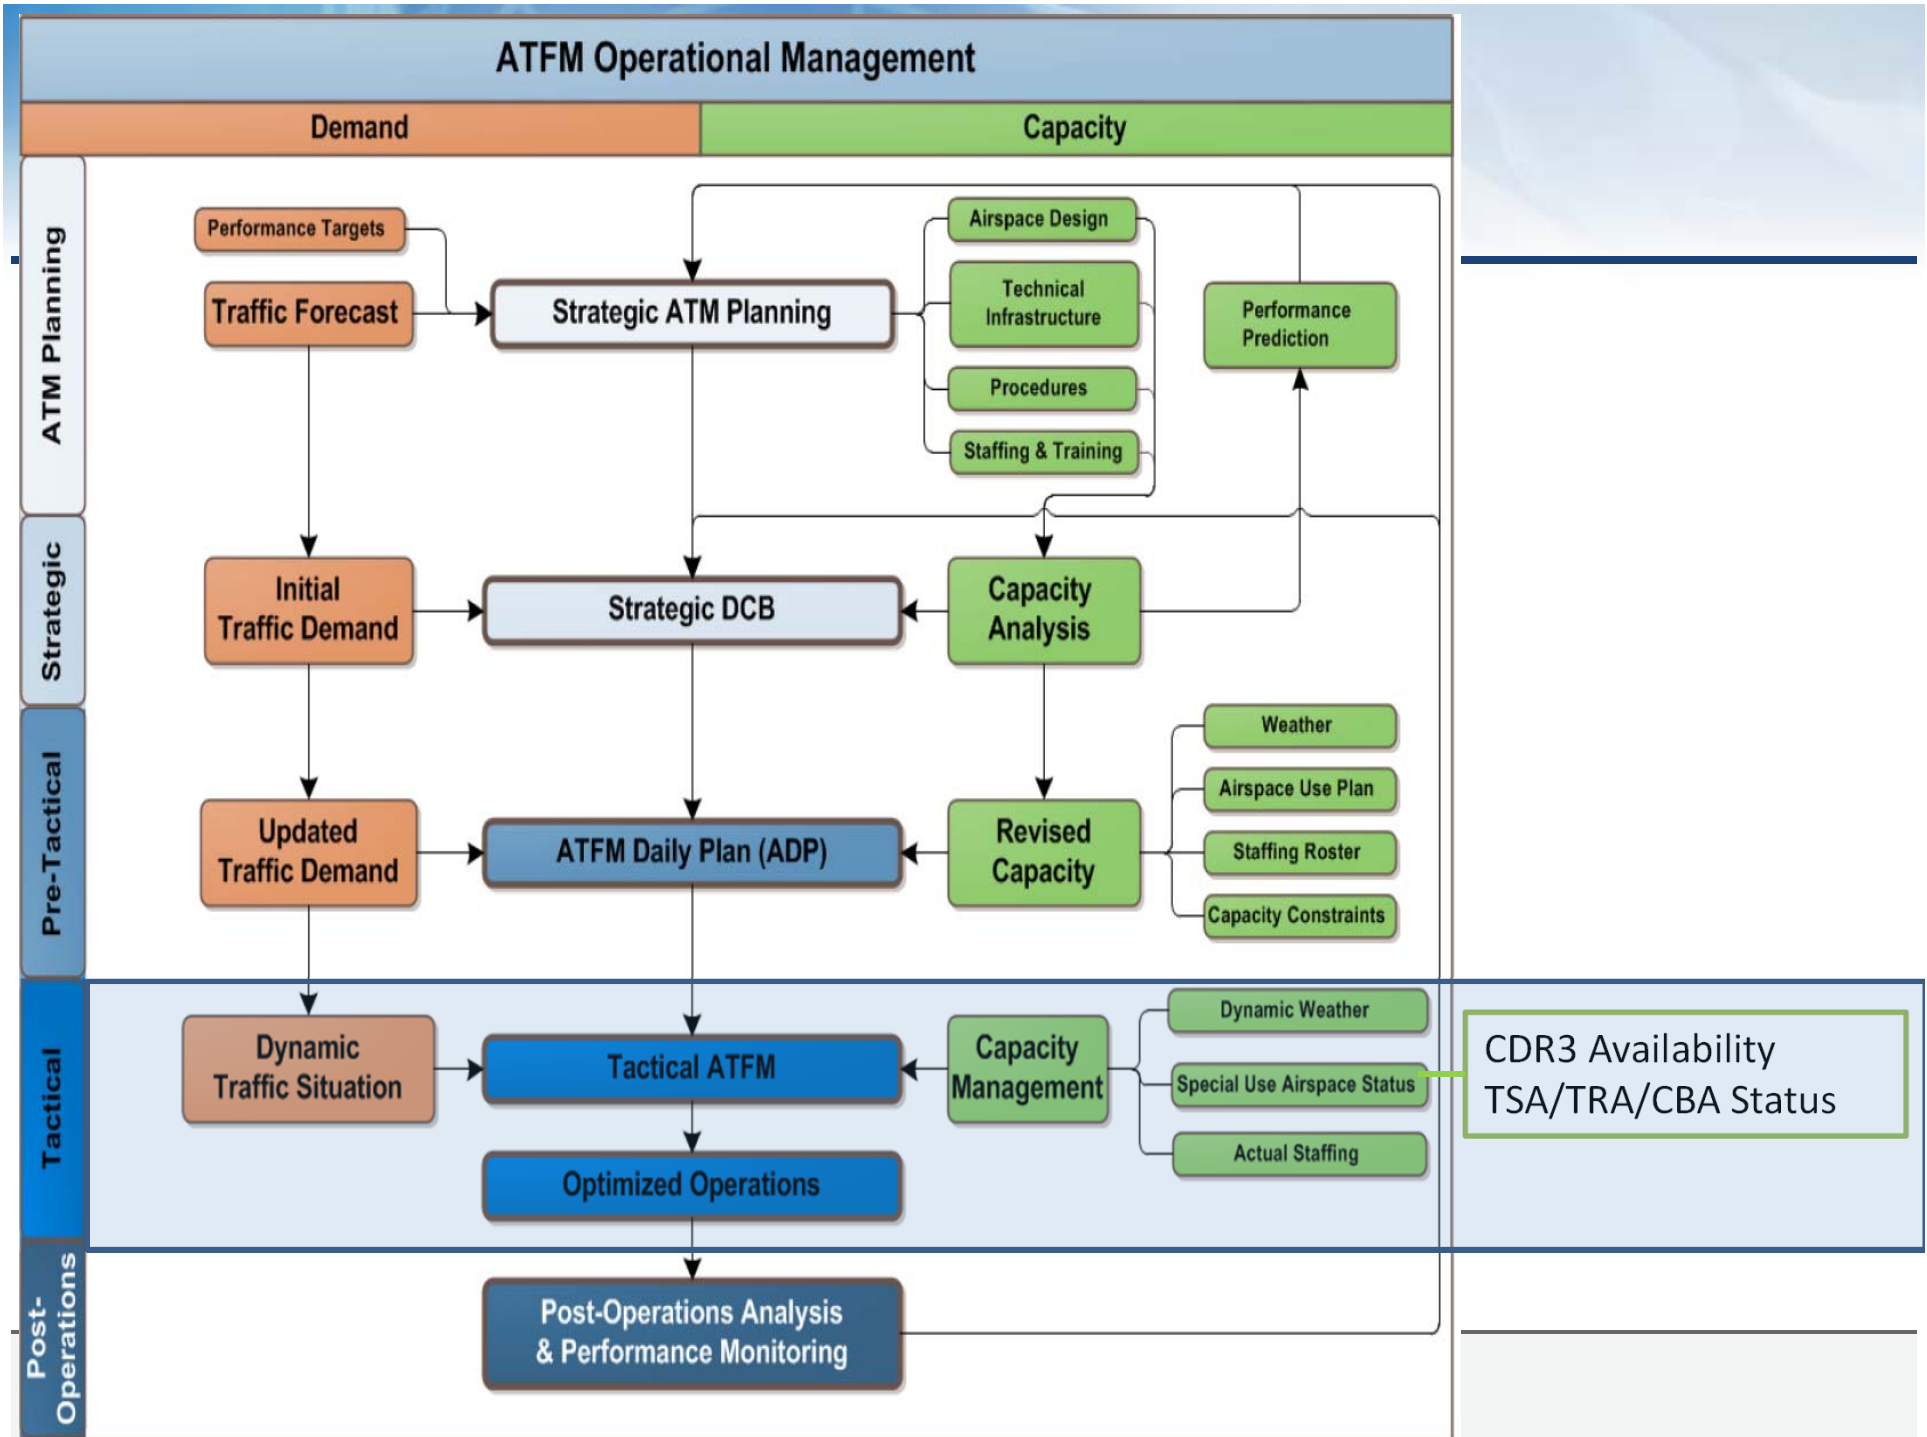 ATFM Operational Management
Demand
Capacity
ATM Planning
Performance Targets
Traffic Forecast
Strategic ATM Planning
Airspace Design
Technical
Infrastructure
Procedures
Staffing & Training
Performance
Prediction
Strategic
Initial
Traffic Demand
Strategic DCB
Capacity
Analysis
Pre-Tactical
Updated
Traffic Demand
ATFM Daily Plan (ADP)
Revised
Capacity
Weather
Airspace Use Plan
Staffing Roster
Capacity Constraints
Tactical
Dynamic
Traffic Situation
Tactical ATFM
Optimized Operations
Capacity
Management
Dynamic Weather
Special Use Airspace Status
Actual Staffing
CDR3 Availability
TSA/TRA/CBA Status
Post-
Operations
Post-Operations Analysis
& Performance Monitoring